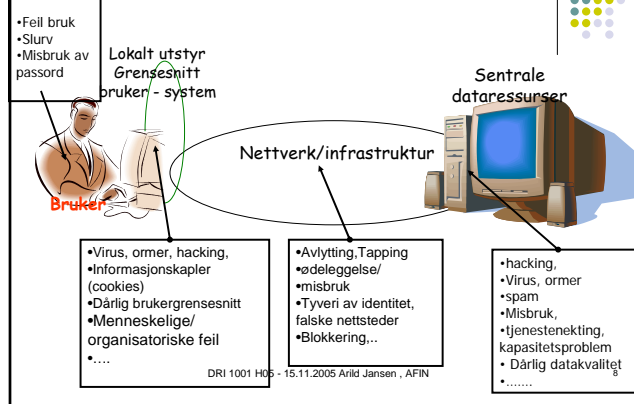 •Feil bruk
•Slurv
•Misbruk av
passord
Lokalt utstyr
Grensesnitt
bruker - system
Sentrale
dataressurser
Nettverk/infrastruktur
Bruker
•Virus, ormer, hacking,
•Informasjonskapler
(cookies)
•Dårlig brukergrensesnitt
•Menneskelige/
organisatoriske feil
•....
•Avlytting,Tapping
•ødeleggelse/
misbruk
•Tyveri av identitet,
falske nettsteder
•Blokkering,..
•hacking,
•Virus, ormer
•spam
•Misbruk,
•tjenestenekting,
kapasitetsproblem
• Dårlig datakvalitet
•.......
DRI 1001 H05 - 15.11.2005 Arild Jansen , AFIN
8